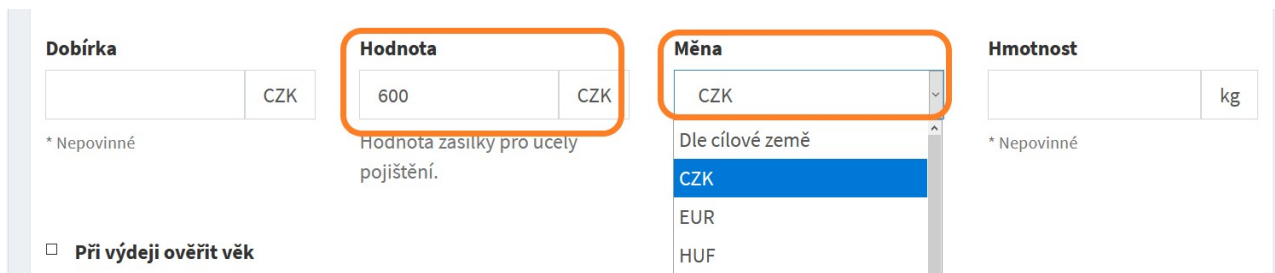 Dobírka
Hodnota
Měna
Hmotnost
CZK
600 CZK
CZK
kg
* Nepovinné
Hodnota zásilky pro účely
pojištění.
Dle cílové země
CZK
EUR
HUF
* Nepovinné
Při výdeji ověřit věk